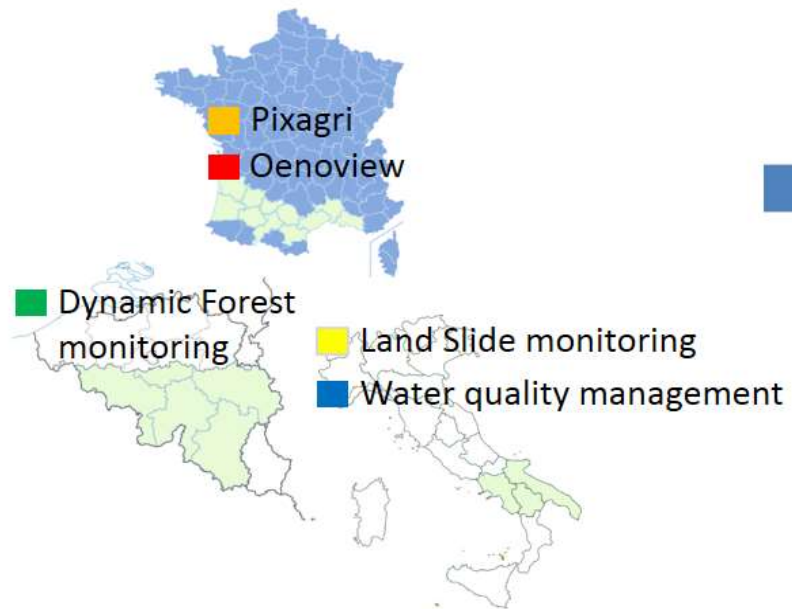 Pixagri
Oenoview
Dynamic Forest
monitoring
Land Slide monitoring
Water quality management